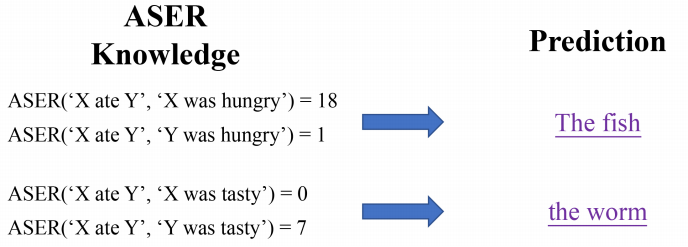 ASER
Knowledge
Prediction
ASER(‘X ate Y’, ‘X was hungry’) = 18
ASER(‘X ate Y’, ‘Y was hungry’) = 1
The fish
ASER(‘X ate Y’, ‘X was tasty’) = 0
ASER(‘X ate Y’, ‘Y was tasty’) = 7
the worm